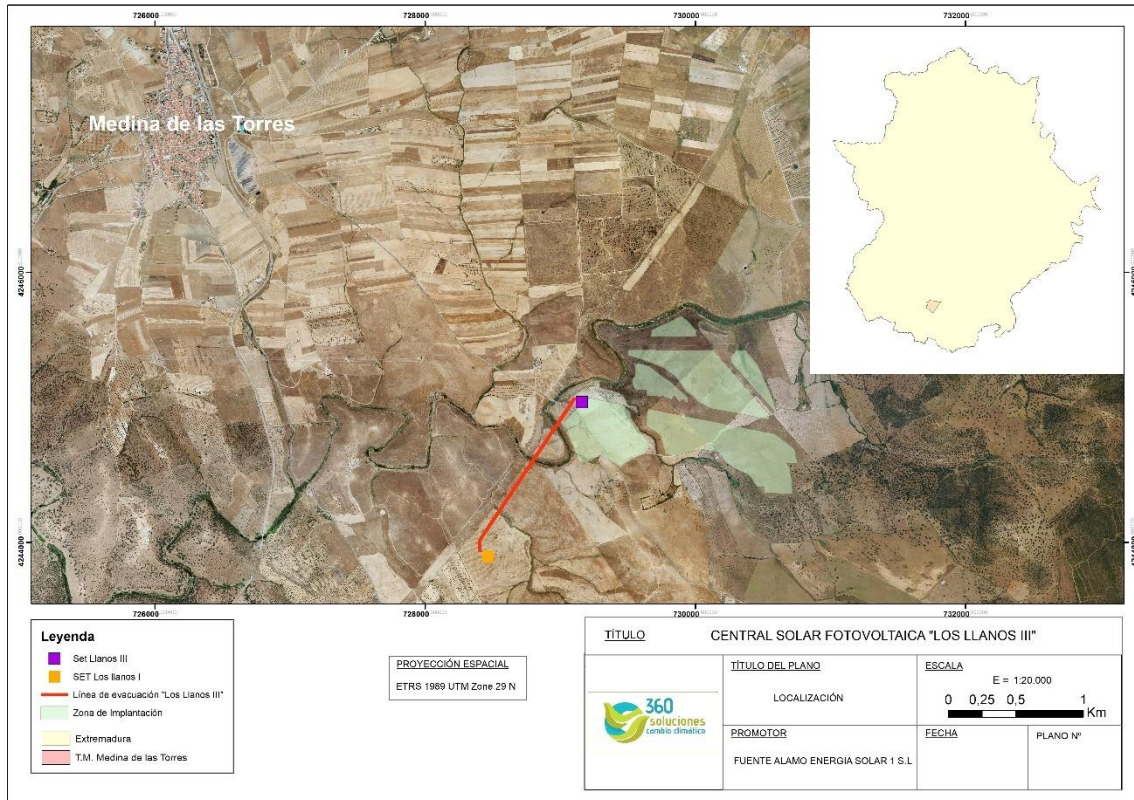 726000
728000
730000
732000
Medina de las Torres
4246000
4246000
4244000
4244000
726000
728000
730000
732000
Leyenda
Set Llanos III
SET Los llanos I
Línea de evacuación "Los Llanos III"
Zona de Implantación
Extremadura
T.M. Medina de las Torres
PROYECCIÓN ESPACIAL
ETRS 1989 UTM Zone 29 N
TÍTULO
CENTRAL SOLAR FOTOVOLTAICA "LOS LLANOS III"
360
soluciones
cambio climático
TÍTULO DEL PLANO
LOCALIZACIÓN
ESCALA
E = 1:20.000
0 0,25 0,5 1
Km
PROMOTOR
FUENTE ALAMO ENERGIA SOLAR 1 S.L
FECHA
PLANO Nº